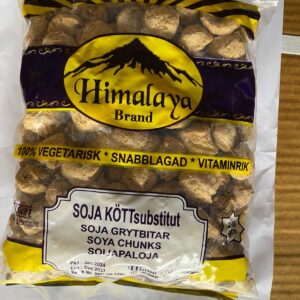 Himalaya
Brand
100% VEGETARISK * SNABBLAGAD * VITAMINRIK
SOJA KÖTTsubstitut
SOJA GRYTBITAR
SOYA CHUNKS
SOIJAPALOJA